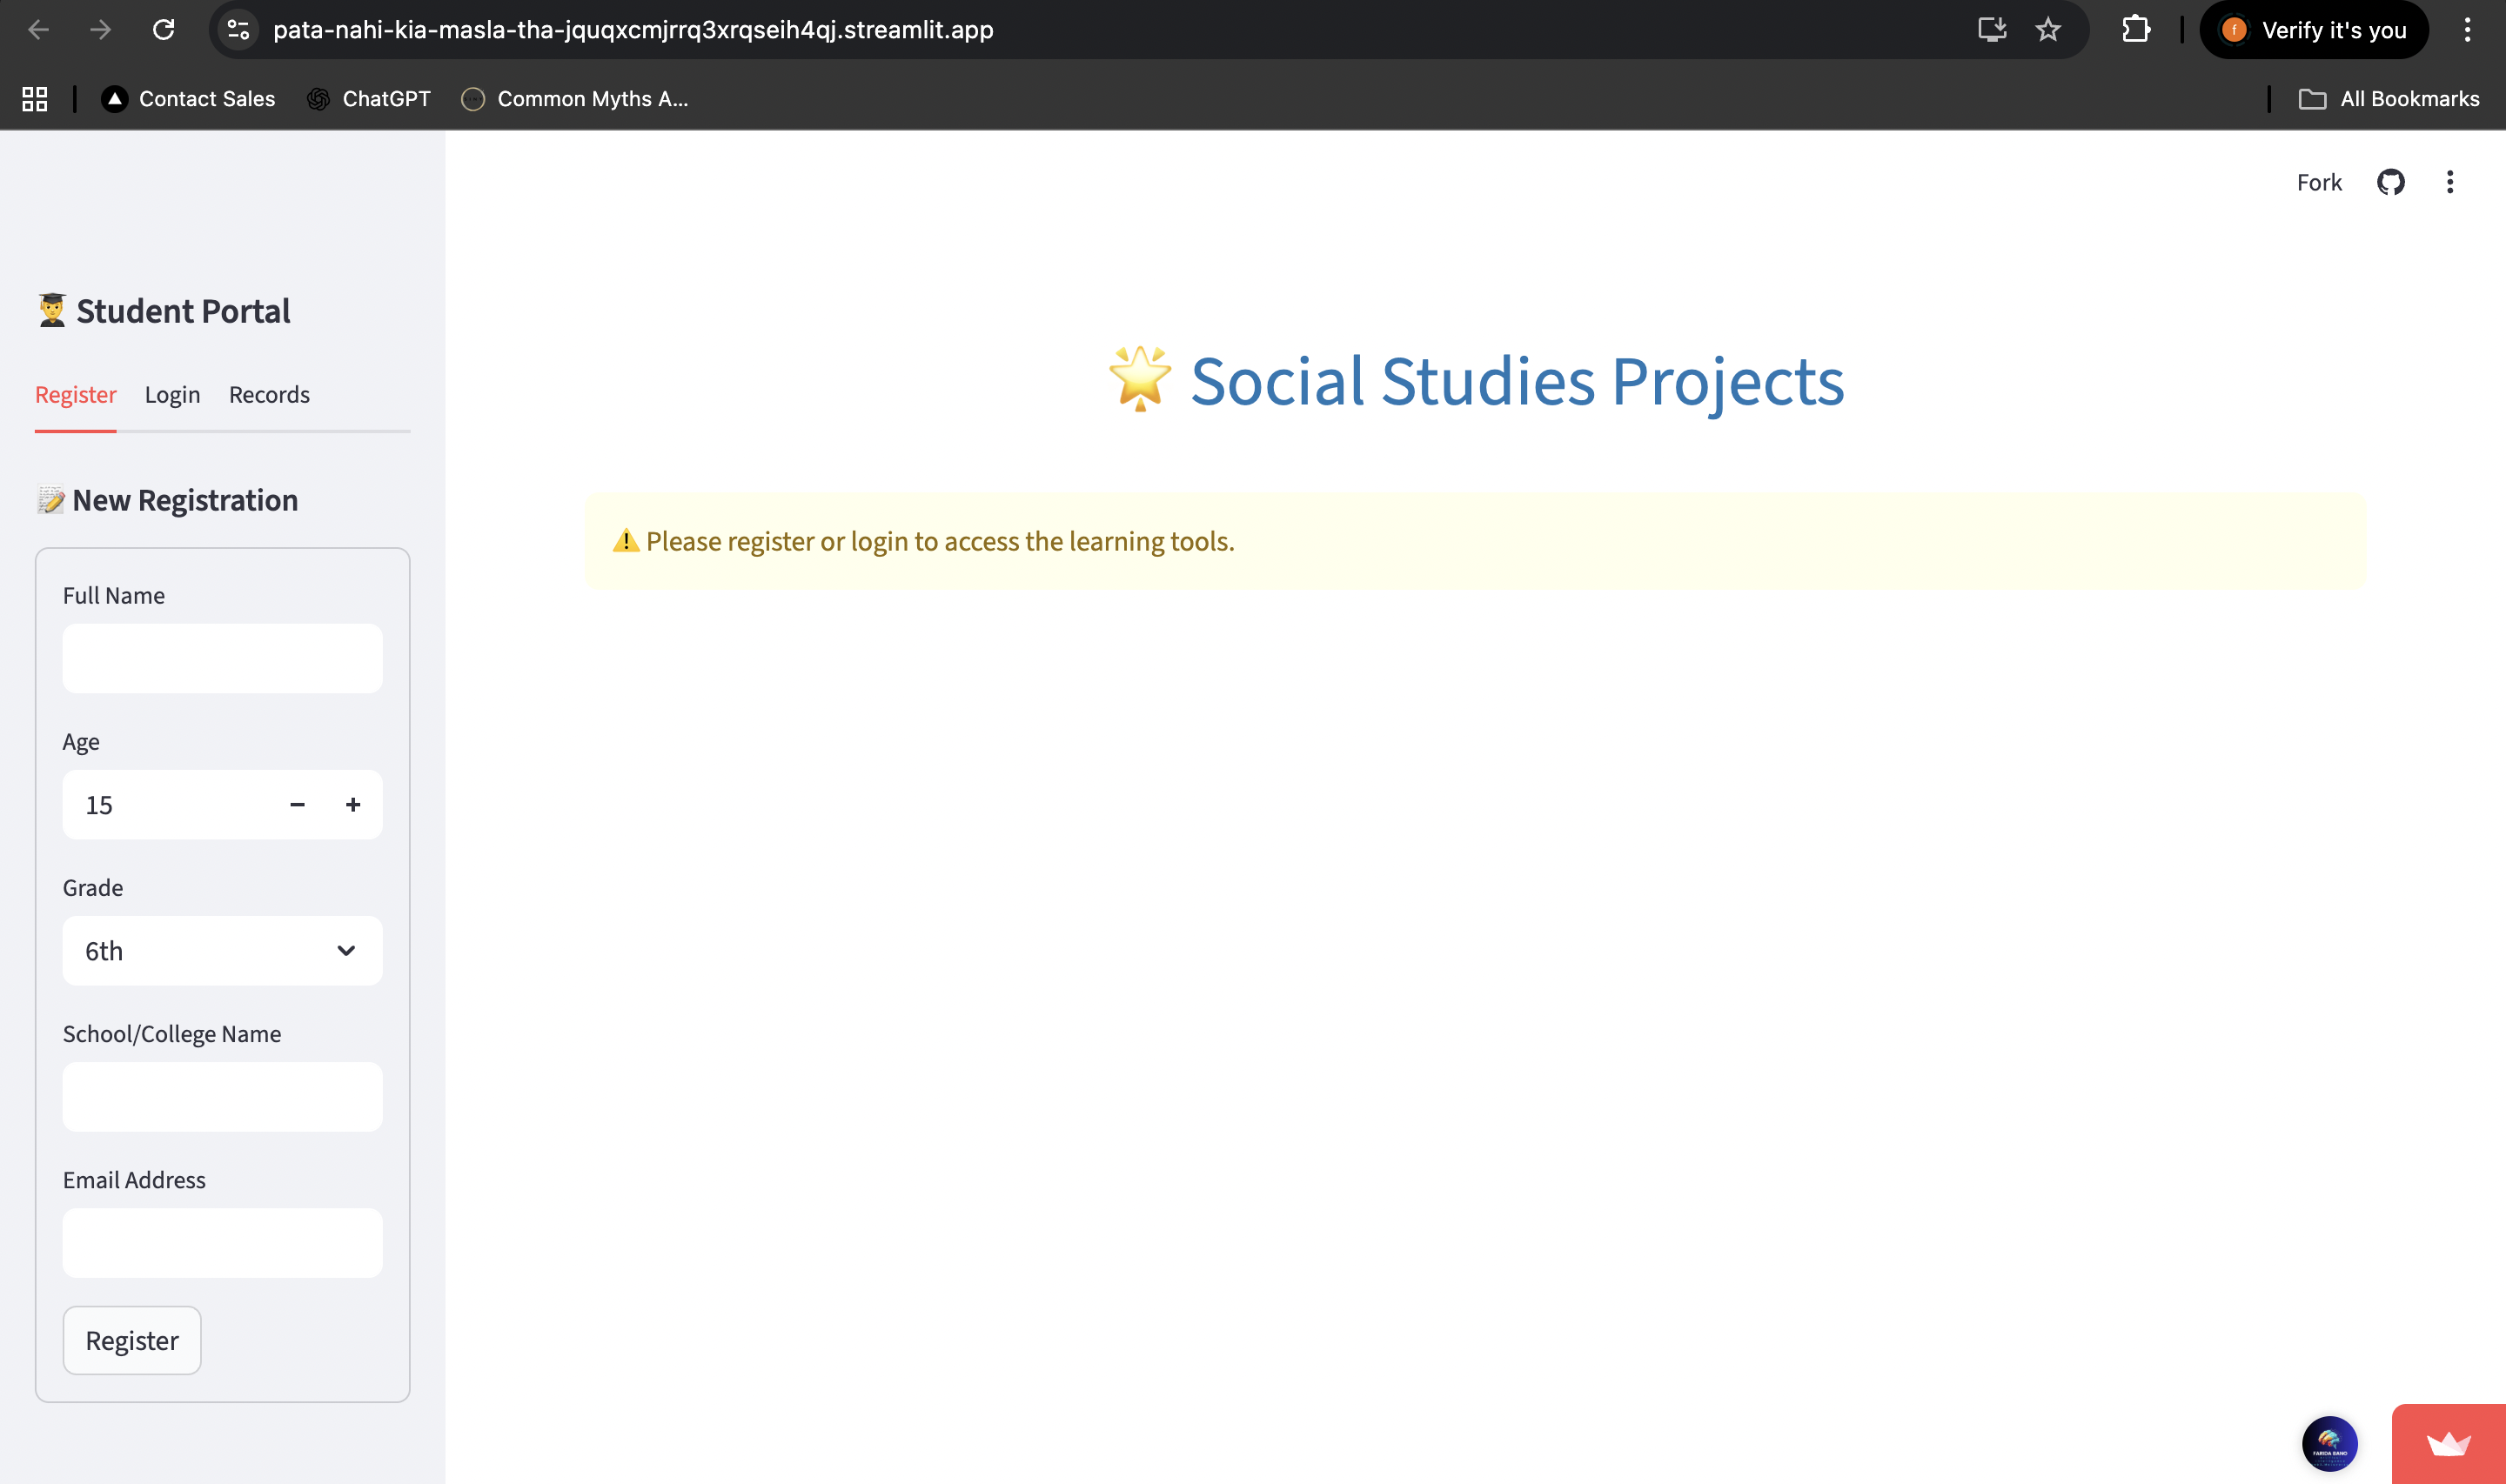 pata-nahi-kia-masla-tha-jquqxcmjrrq3xrqseih4qj.streamlit.app
Verify it's you
Contact Sales
ChatGPT
Common Myths A...
All Bookmarks
Fork
Student Portal
Register Login Records
New Registration
Full Name
Age
15
Grade
6th
School/College Name
Email Address
Register
Social Studies Projects
Please register or login to access the learning tools.
FARIDA BANO